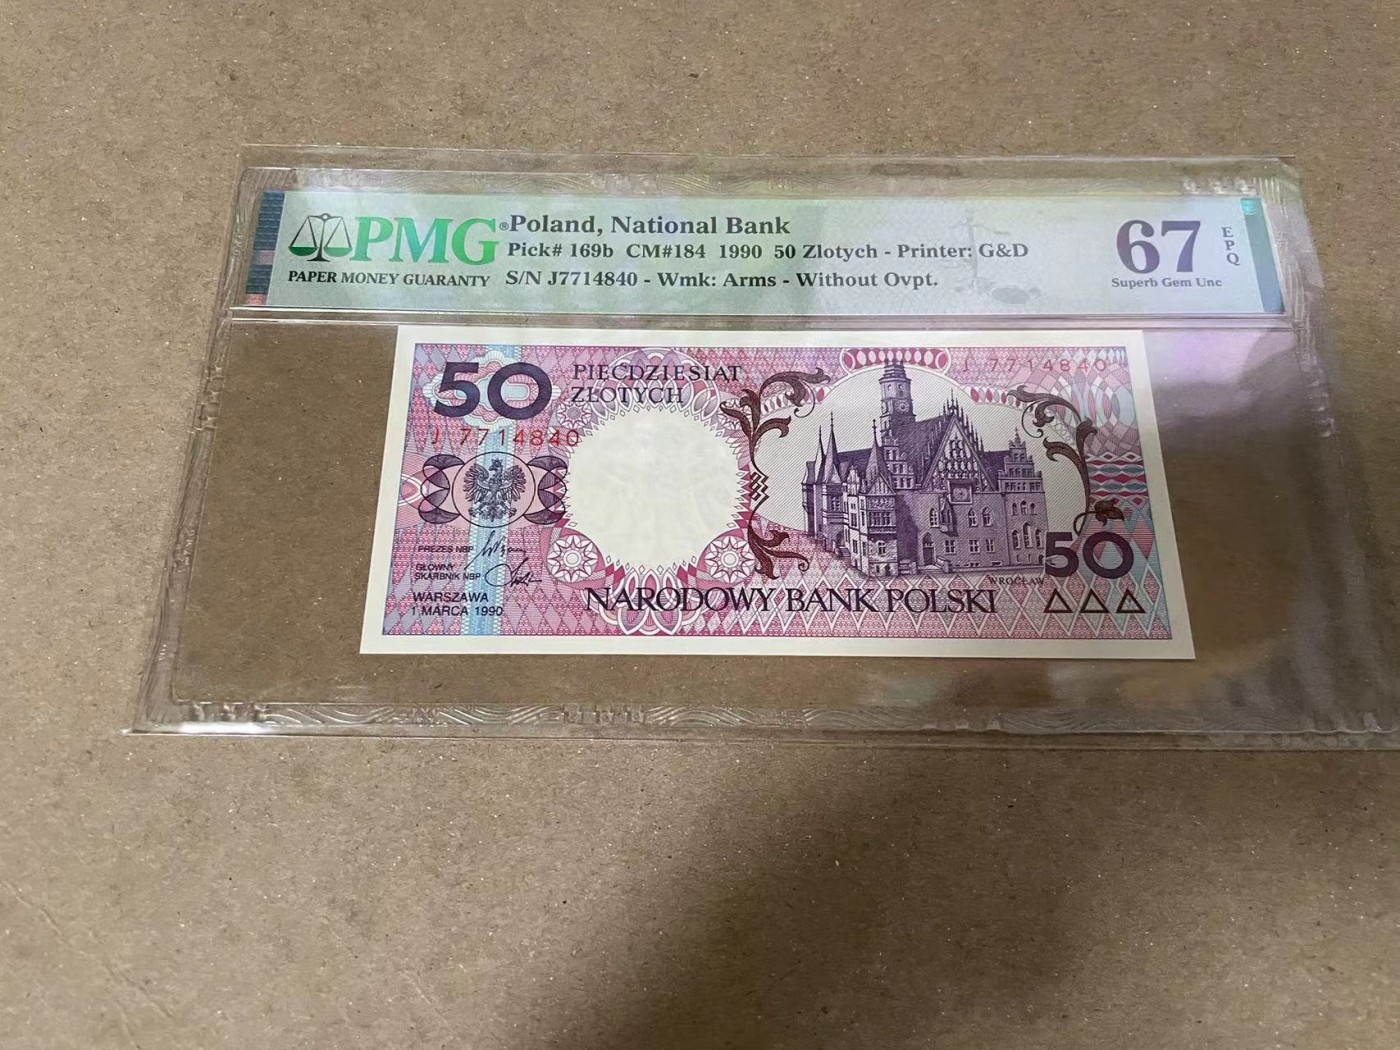 PMG®
PAPER MONEY GUARANTY
Poland, National Bank
Pick# 169b CM#184 1990 50 Zlotych - Printer: G&D
S/N J7714840 - Wmk: Arms - Without Ovpt.
67
EPQ
Superb Gem Unc
50
PIĘĆDZIESIĄT
ZŁOTYCH
J 7714840
J 7714840
PREZES NBP
GŁÓWNY
SKARBNIK NBP
WARSZAWA
1 MARCA 1990
NARODOWY BANK POLSKI
WROCŁAW
50